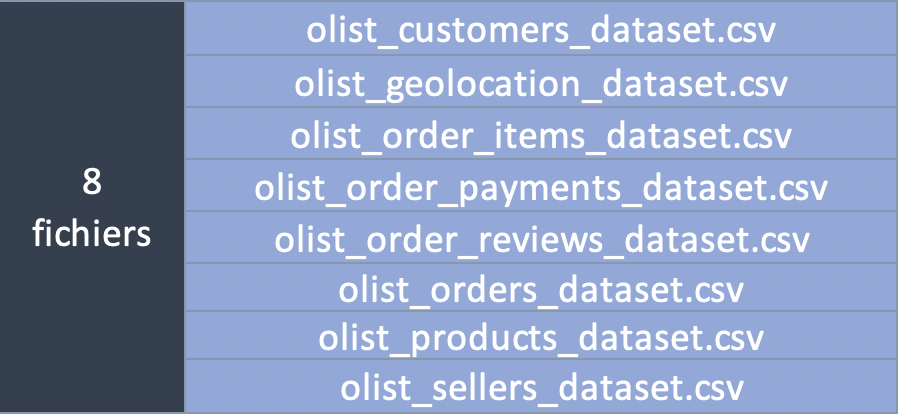 8
fichiers
olist_customers_dataset.csv
olist_geolocation_dataset.csv
olist_order_items_dataset.csv
olist_order_payments_dataset.csv
olist_order_reviews_dataset.csv
olist_orders_dataset.csv
olist_products_dataset.csv
olist_sellers_dataset.csv